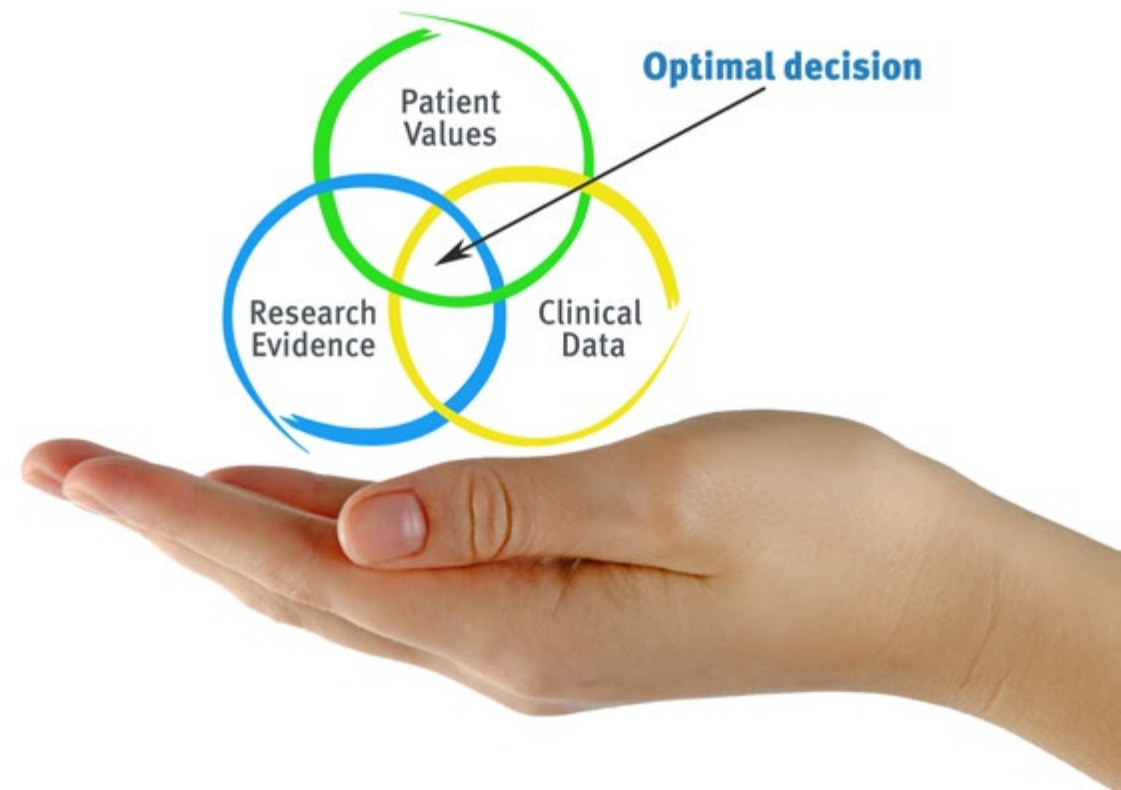 Optimal decision
Patient
Values
Research
Evidence
Clinical
Data